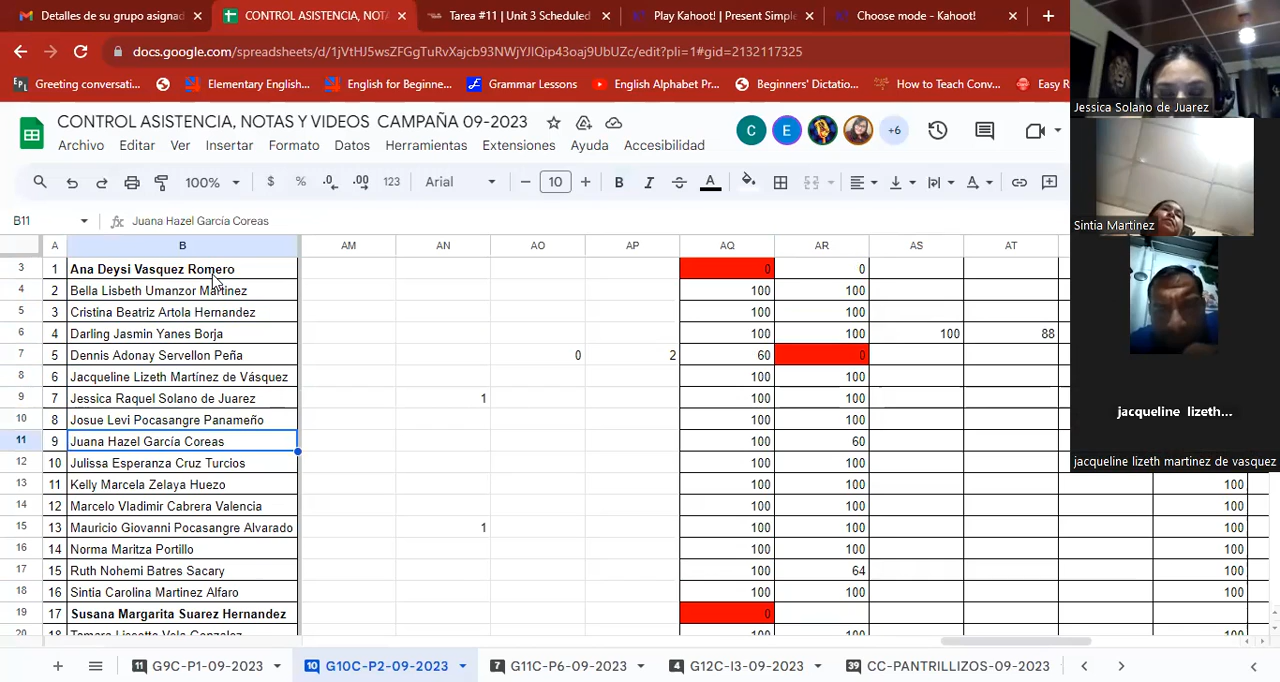 Detalles de su grupo asignad
CONTROL ASISTENCIA, NOTA
Tarea #11 | Unit 3 Scheduled
Play Kahoot! | Present Simple
Choose mode - Kahoot!
docs.google.com/spreadsheets/d/1jVtHJ5wsZFGgTuRvXajcb93NWjYJlQip43oaj9UbUZc/edit?pli=1#gid=2132117325
Greeting conversati...
Elementary English...
English for Beginne...
Grammar Lessons
English Alphabet Pr...
Beginners' Dictatio...
How to Teach Conv...
Easy R
CONTROL ASISTENCIA, NOTAS Y VIDEOS CAMPAÑA 09-2023
C E +6
Archivo Editar Ver Insertar Formato Datos Herramientas Extensiones Ayuda Accesibilidad
100% $ % .0 .00 123 Arial 10 B I A
B11 fx Juana Hazel García Coreas
A B AM AN AO AP AQ AR AS AT
3 1 Ana Deysi Vasquez Romero 0 0
4 2 Bella Lisbeth Umanzor Martinez 100 100
5 3 Cristina Beatriz Artola Hernandez 100 100
6 4 Darling Jasmin Yanes Borja 100 100 100 88
7 5 Dennis Adonay Servellon Peña 0 2 60 0
8 6 Jacqueline Lizeth Martínez de Vásquez 100 100
9 7 Jessica Raquel Solano de Juarez 1 100 100
10 8 Josue Levi Pocasangre Panameño 100 100
11 9 Juana Hazel García Coreas 100 60
12 10 Julissa Esperanza Cruz Turcios 100 100
13 11 Kelly Marcela Zelaya Huezo 100 100 100
14 12 Marcelo Vladimir Cabrera Valencia 100 100 100
15 13 Mauricio Giovanni Pocasangre Alvarado 1 100 100 100
16 14 Norma Maritza Portillo 100 100 100
17 15 Ruth Nohemi Batres Sacary 100 64 100
18 16 Sintia Carolina Martinez Alfaro 100 100 100
19 17 Susana Margarita Suarez Hernandez 0
20 18 Tamara Lissette Vela Gonzalez 100 100 100
11 G9C-P1-09-2023
10 G10C-P2-09-2023
7 G11C-P6-09-2023
4 G12C-I3-09-2023
39 CC-PANTRILLIZOS-09-2023
Jessica Solano de Juarez
Sintia Martinez
jacqueline lizeth...
jacqueline lizeth martinez de vasquez